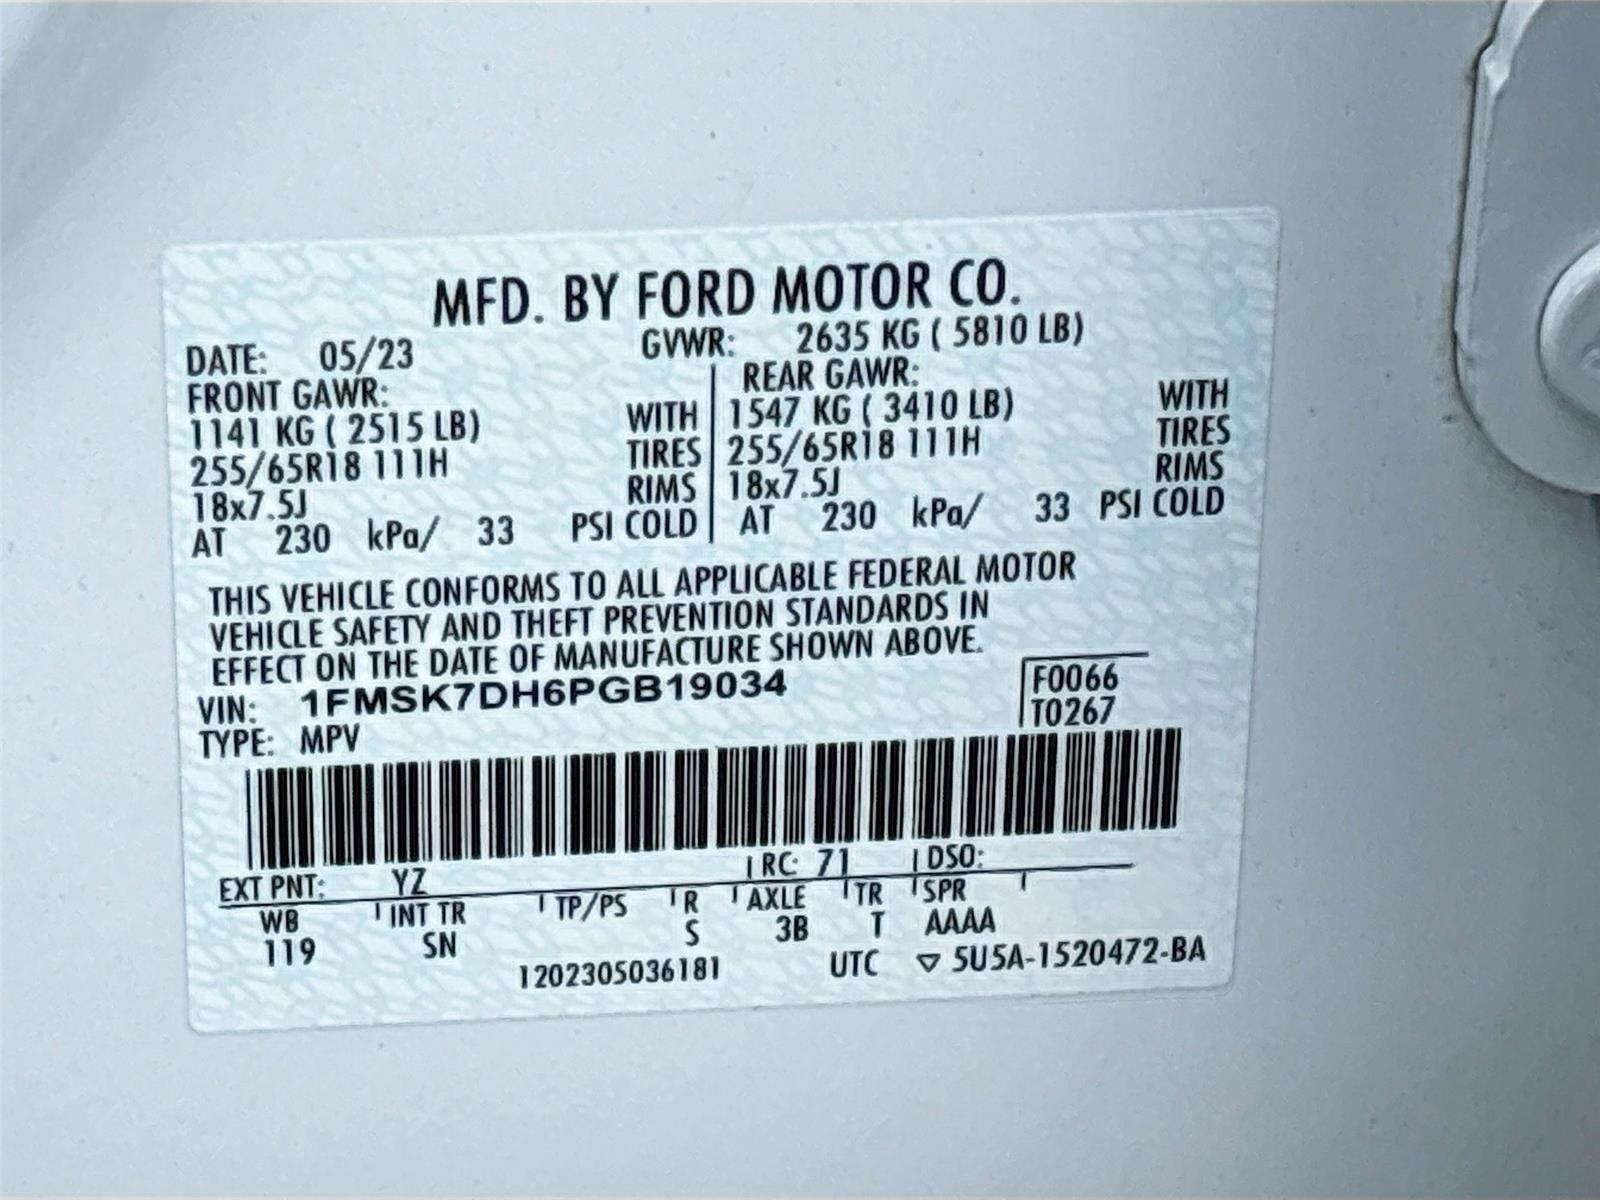 MFD. BY FORD MOTOR CO.
DATE: 05/23 GVWR: 2635 KG ( 5810 LB)
FRONT GAWR: REAR GAWR:
1141 KG ( 2515 LB) WITH 1547 KG ( 3410 LB) WITH
255/65R18 111H TIRES 255/65R18 111H TIRES
18x7.5J RIMS 18x7.5J RIMS
AT 230 kPa/ 33 PSI COLD AT 230 kPa/ 33 PSI COLD
THIS VEHICLE CONFORMS TO ALL APPLICABLE FEDERAL MOTOR
VEHICLE SAFETY AND THEFT PREVENTION STANDARDS IN
EFFECT ON THE DATE OF MANUFACTURE SHOWN ABOVE.
VIN: 1FMSK7DH6PGB19034 F0066
TYPE: MPV T0267
EXT PNT: YZ RC: 71 DSO:
WB INT TR TP/PS R AXLE TR SPR
119 SN S 3B T AAAA
1202305036181 UTC ▽ 5U5A-1520472-BA